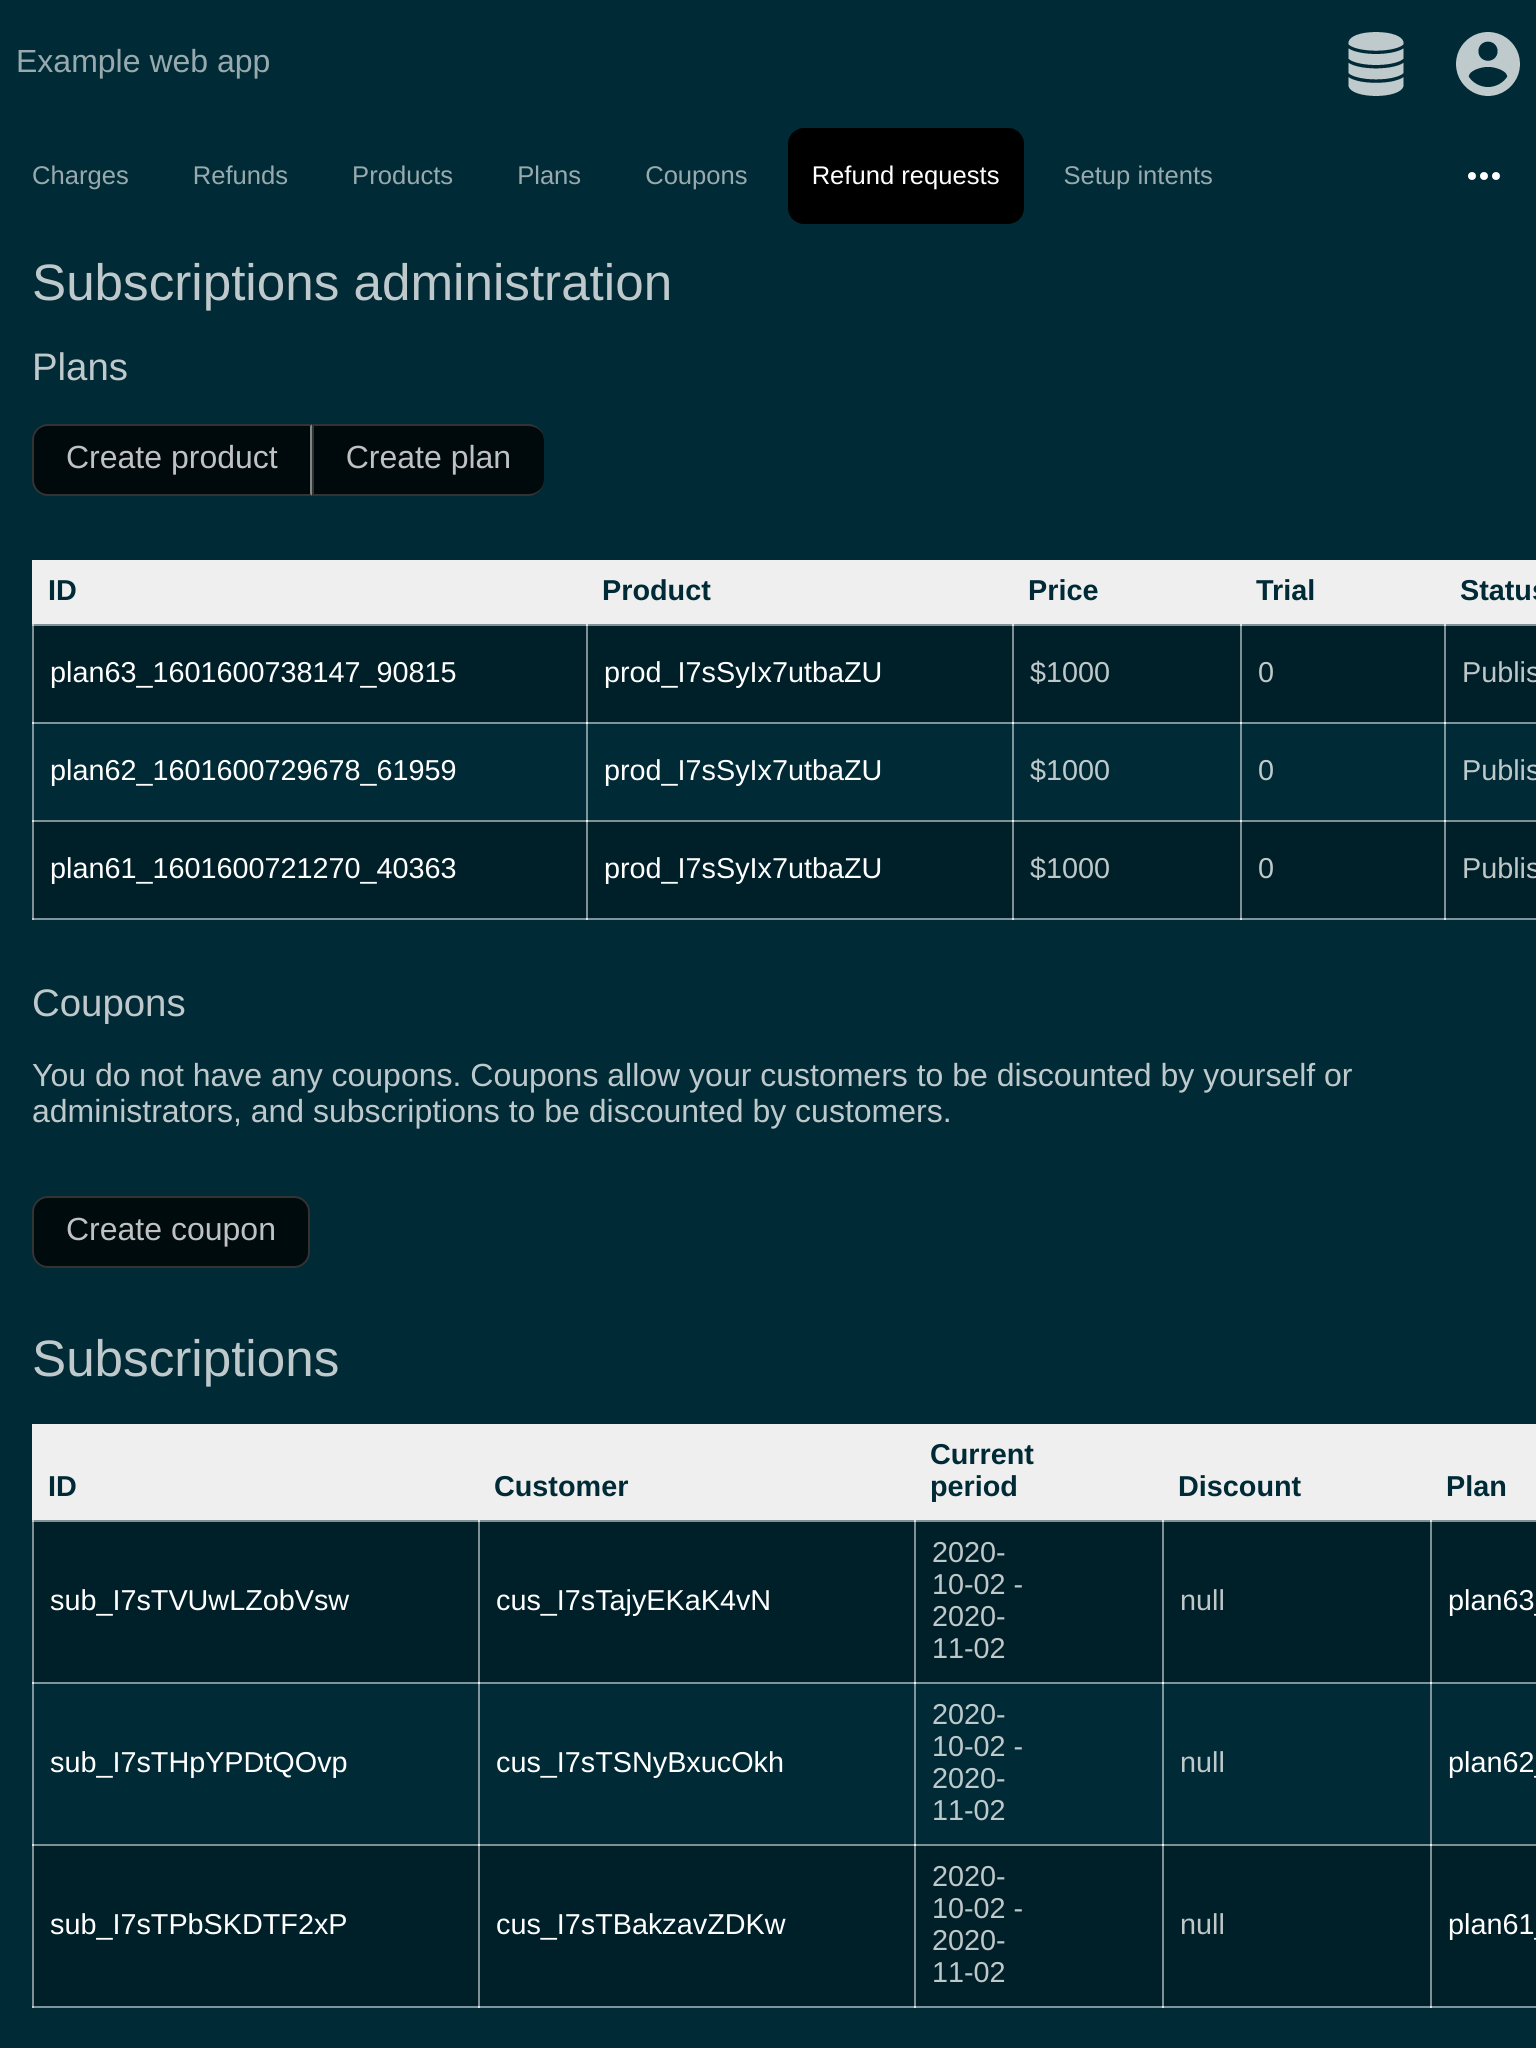 Example web app
Charges Refunds Products Plans Coupons Refund requests Setup intents
Subscriptions administration
Plans
Create product Create plan
ID Product Price Trial Status
plan63_1601600738147_90815 prod_I7sSyIx7utbaZU $1000 0 Publis
plan62_1601600729678_61959 prod_I7sSyIx7utbaZU $1000 0 Publis
plan61_1601600721270_40363 prod_I7sSyIx7utbaZU $1000 0 Publis
Coupons
You do not have any coupons. Coupons allow your customers to be discounted by yourself or
administrators, and subscriptions to be discounted by customers.
Create coupon
Subscriptions
ID Customer Current period Discount Plan
sub_I7sTVUwLZobVsw cus_I7sTajyEKaK4vN 2020-10-02 - 2020-11-02 null plan63_
sub_I7sTHpYPDtQOvp cus_I7sTSNyBxucOkh 2020-10-02 - 2020-11-02 null plan62_
sub_I7sTPbSKDTF2xP cus_I7sTBakzavZDKw 2020-10-02 - 2020-11-02 null plan61_